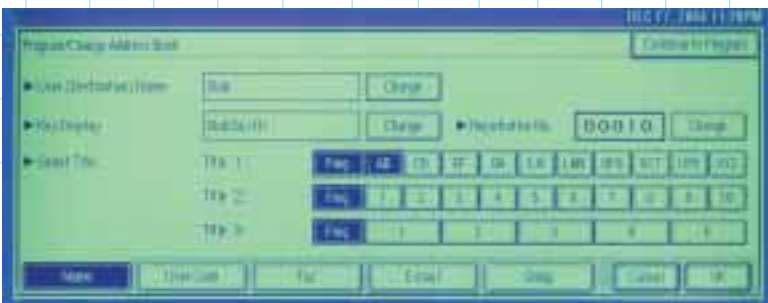 Program/Change Address Book
Continue to Program
▶User (Destination) Name
Change
▶Key Display
Change
▶Registration No.
00010
Change
▶Select Title
Title 1:
Freq.
AB
CD
EF
GH
IJK
LMN
OPQ
RST
UVW
XYZ
Title 2:
Freq.
1
2
3
4
5
6
7
8
9
10
Title 3:
Freq.
1
2
3
4
5
Name
User Code
Fax
E-mail
Group
Cancel
OK